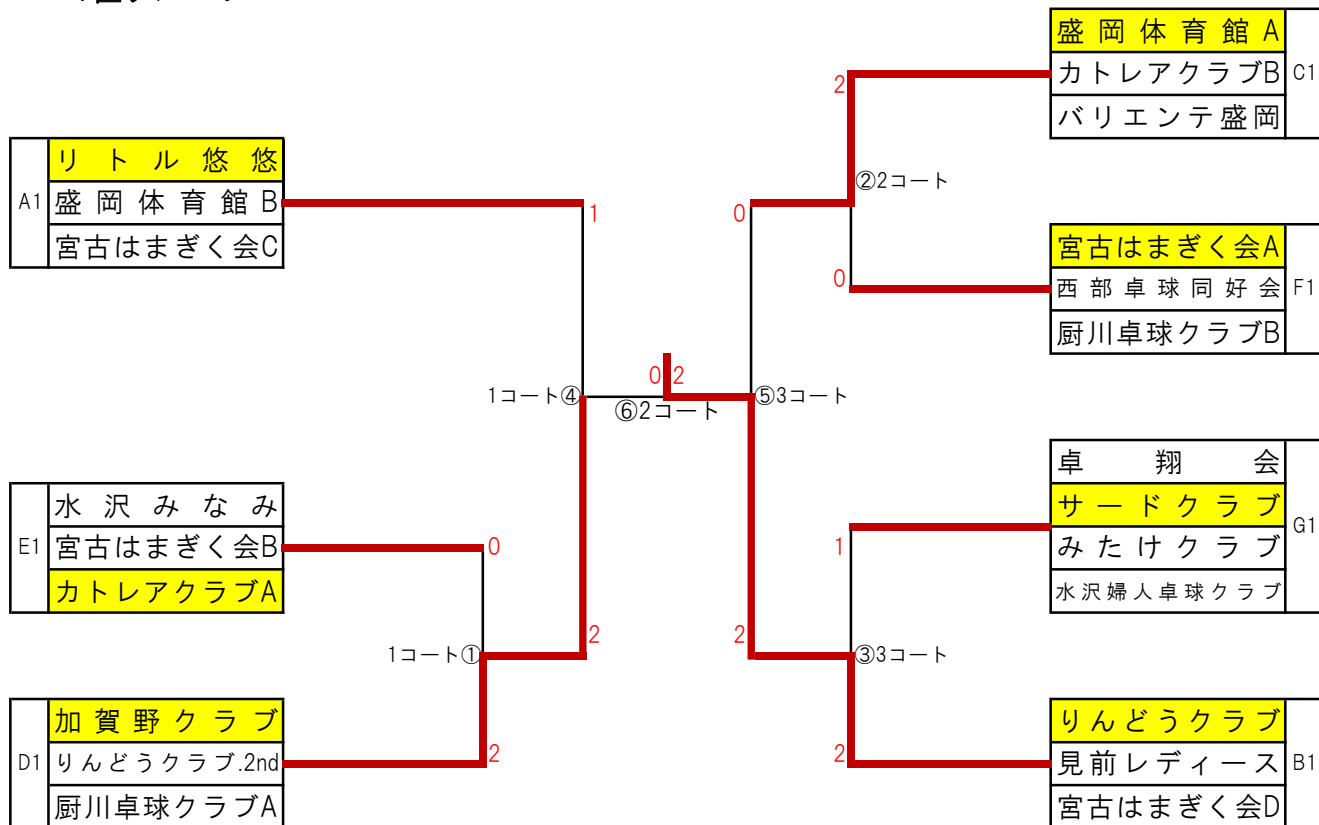 A1
リトル悠悠
盛岡体育館B
宮古はまぎく会C
E1
水沢みなみ
宮古はまぎく会B
カトレアクラブA
D1
加賀野クラブ
りんどうクラブ.2nd
厨川卓球クラブA
1
0
2
2
1コート④
1コート①
0 2
⑥2コート
⑤3コート
0
2
2
0
②2コート
1
2
③3コート
盛岡体育館A
カトレアクラブB
バリエンテ盛岡
C1
宮古はまぎく会A
西部卓球同好会
厨川卓球クラブB
F1
卓翔会
サードクラブ
みたけクラブ
水沢婦人卓球クラブ
G1
りんどうクラブ
見前レディース
宮古はまぎく会D
B1